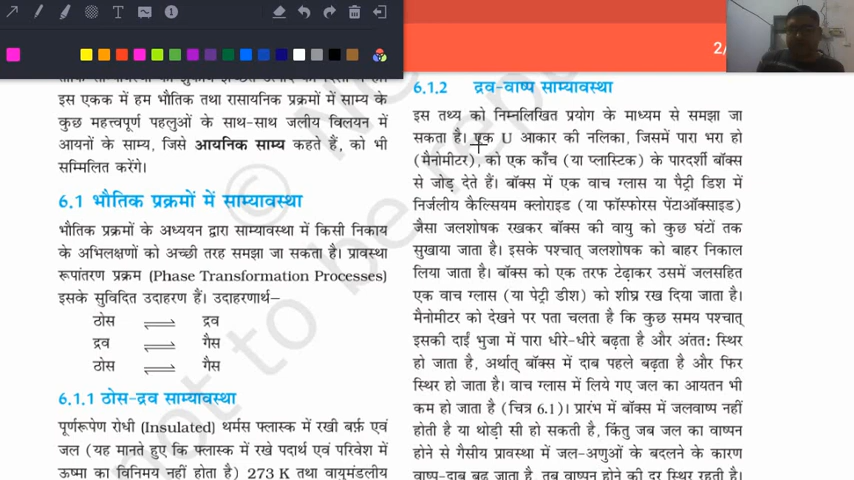 T
1
2/
इस एकक में हम भौतिक तथा रासायनिक प्रक्रमों में साम्य के
कुछ महत्त्वपूर्ण पहलुओं के साथ-साथ जलीय विलयन में
आयनों के साम्य, जिसे आयनिक साम्य कहते हैं, को भी
सम्मिलित करेंगे।
6.1 भौतिक प्रक्रमों में साम्यावस्था
भौतिक प्रक्रमों के अध्ययन द्वारा साम्यावस्था में किसी निकाय
के अभिलक्षणों को अच्छी तरह समझा जा सकता है। प्रावस्था
रूपांतरण प्रक्रम (Phase Transformation Processes)
इसके सुविदित उदाहरण हैं। उदाहरणार्थ–
ठोस ⇌ द्रव
द्रव ⇌ गैस
ठोस ⇌ गैस
6.1.1 ठोस-द्रव साम्यावस्था
पूर्णरूपेण रोधी (Insulated) थर्मस फ्लास्क में रखी बर्फ़ एवं
जल (यह मानते हुए कि फ्लास्क में रखे पदार्थ एवं परिवेश में
ऊष्मा का विनिमय नहीं होता है) 273 K तथा वायुमंडलीय
6.1.2 द्रव-वाष्प साम्यावस्था
इस तथ्य को निम्नलिखित प्रयोग के माध्यम से समझा जा
सकता है। एक U आकार की नलिका, जिसमें पारा भरा हो
(मैनोमीटर), को एक काँच (या प्लास्टिक) के पारदर्शी बॉक्स
से जोड़ देते हैं। बॉक्स में एक वाच ग्लास या पैट्री डिश में
निर्जलीय कैल्सियम क्लोराइड (या फॉस्फोरस पेंटाऑक्साइड)
जैसा जलशोषक रखकर बॉक्स की वायु को कुछ घंटों तक
सुखाया जाता है। इसके पश्चात् जलशोषक को बाहर निकाल
लिया जाता है। बॉक्स को एक तरफ टेढ़ाकर उसमें जलसहित
एक वाच ग्लास (या पेट्री डीश) को शीघ्र रख दिया जाता है।
मैनोमीटर को देखने पर पता चलता है कि कुछ समय पश्चात्
इसकी दाईं भुजा में पारा धीरे-धीरे बढ़ता है और अंततः स्थिर
हो जाता है, अर्थात् बॉक्स में दाब पहले बढ़ता है और फिर
स्थिर हो जाता है। वाच ग्लास में लिये गए जल का आयतन भी
कम हो जाता है (चित्र 6.1)। प्रारंभ में बॉक्स में जलवाष्प नहीं
होती है या थोड़ी सी हो सकती है, किंतु जब जल का वाष्पन
होने से गैसीय प्रावस्था में जल-अणुओं के बदलने के कारण
वाष्प-दाब बढ़ जाता है, तब वाष्पन होने की दर स्थिर रहती है।